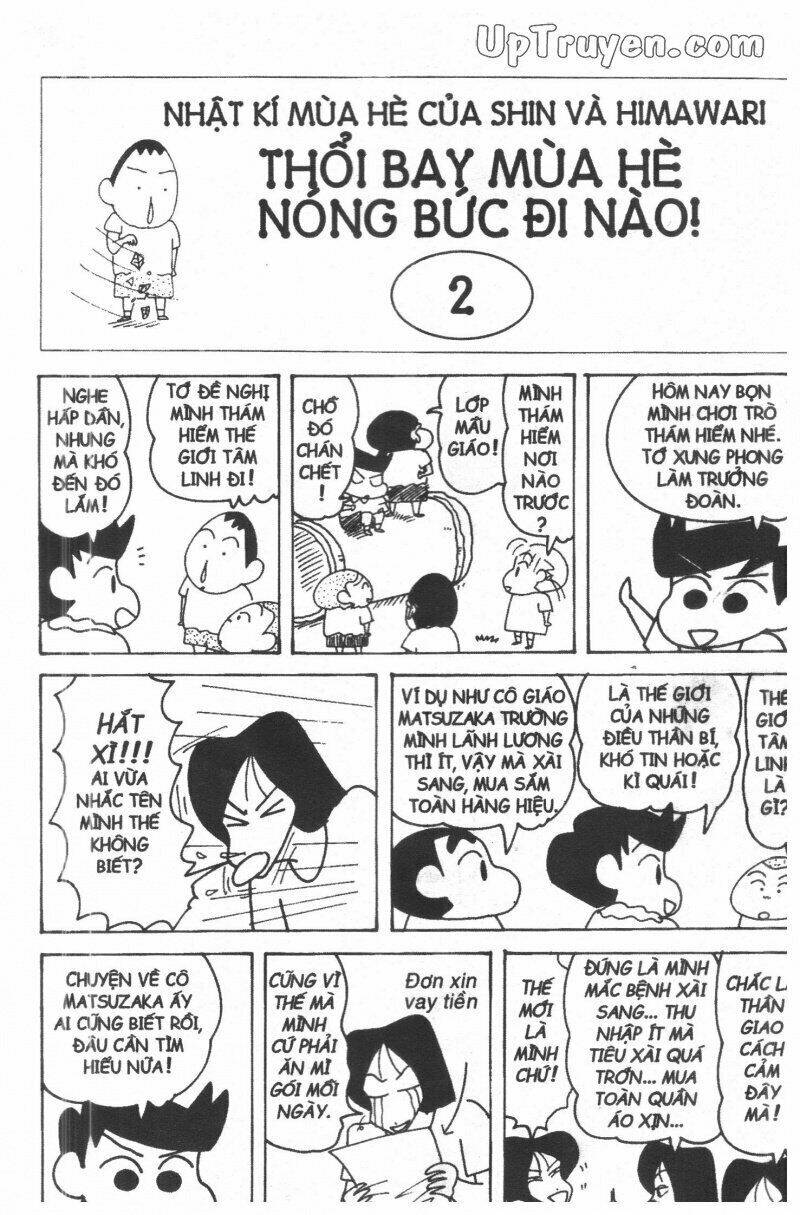 UpTruyen.com
NHẬT KÍ MÙA HÈ CỦA SHIN VÀ HIMAWARI
THỔI BAY MÙA HÈ
NÓNG BỨC ĐI NÀO!
2
HÔM NAY BỌN
MÌNH CHƠI TRÒ
THÁM HIỂM NHÉ.
TỚ XUNG PHONG
LÀM TRƯỞNG
ĐOÀN.
MÌNH
THÁM
HIỂM
NƠI
NÀO
TRƯỚC
?
LỚP
MẪU
GIÁO!
CHỖ
ĐÓ
CHÁN
CHẾT
!
TỚ ĐỀ NGHỊ
MÌNH THÁM
HIỂM THẾ
GIỚI TÂM
LINH ĐI!
NGHE
HẤP DẪN,
NHƯNG
MÀ KHÓ
ĐẾN ĐÓ
LẮM!
THẾ
LÀ
GÌ?
LÀ THẾ GIỚI
CỦA NHỮNG
ĐIỀU THẦN BÍ,
KHÓ TIN HOẶC
KÌ QUÁI!
VÍ DỤ NHƯ CÔ GIÁO
MATSUZAKA TRƯỜNG
MÌNH LÃNH LƯƠNG
THÌ ÍT, VẬY MÀ XÀI
SANG, MUA SẮM
TOÀN HÀNG HIỆU.
HẮT
XÌ!!!
AI VỪA
NHẮC TÊN
MÌNH THẾ
KHÔNG
BIẾT?
CHẮC LÀ
THẦN
GIAO
CÁCH
CẢM
ĐÂY
MÀ!
ĐÚNG LÀ MÌNH
MẮC BỆNH XÀI
SANG... THU
NHẬP ÍT MÀ
TIÊU XÀI QUÁ
TRỚN... MUA
TOÀN QUẦN
ÁO XỊN...
THẾ
MỚI
LÀ
MÌNH
CHỨ!
Đơn xin
vay tiền
CŨNG VÌ
THẾ MÀ
MÌNH
CỨ PHẢI
ĂN MÌ
GÓI MỖI
NGÀY.
CHUYỆN VỀ CÔ
MATSUZAKA ẤY
AI CŨNG BIẾT RỒI,
ĐÂU CẦN TÌM
HIỂU NỮA!